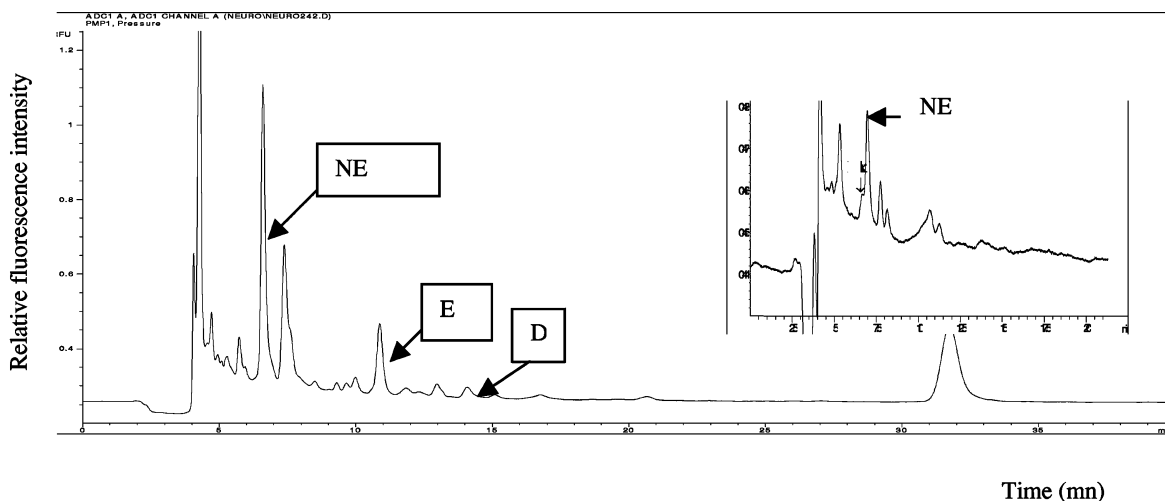 ADC1 A, ADC1 CHANNEL A (NEURO\NEURO242.D)
PMP1, Pressure
IFU
1.2
1
0.8
0.6
0.4
Relative fluorescence intensity
NE
E
D
NE
0 5 10 15 20 25 30 35 m
Time (mn)